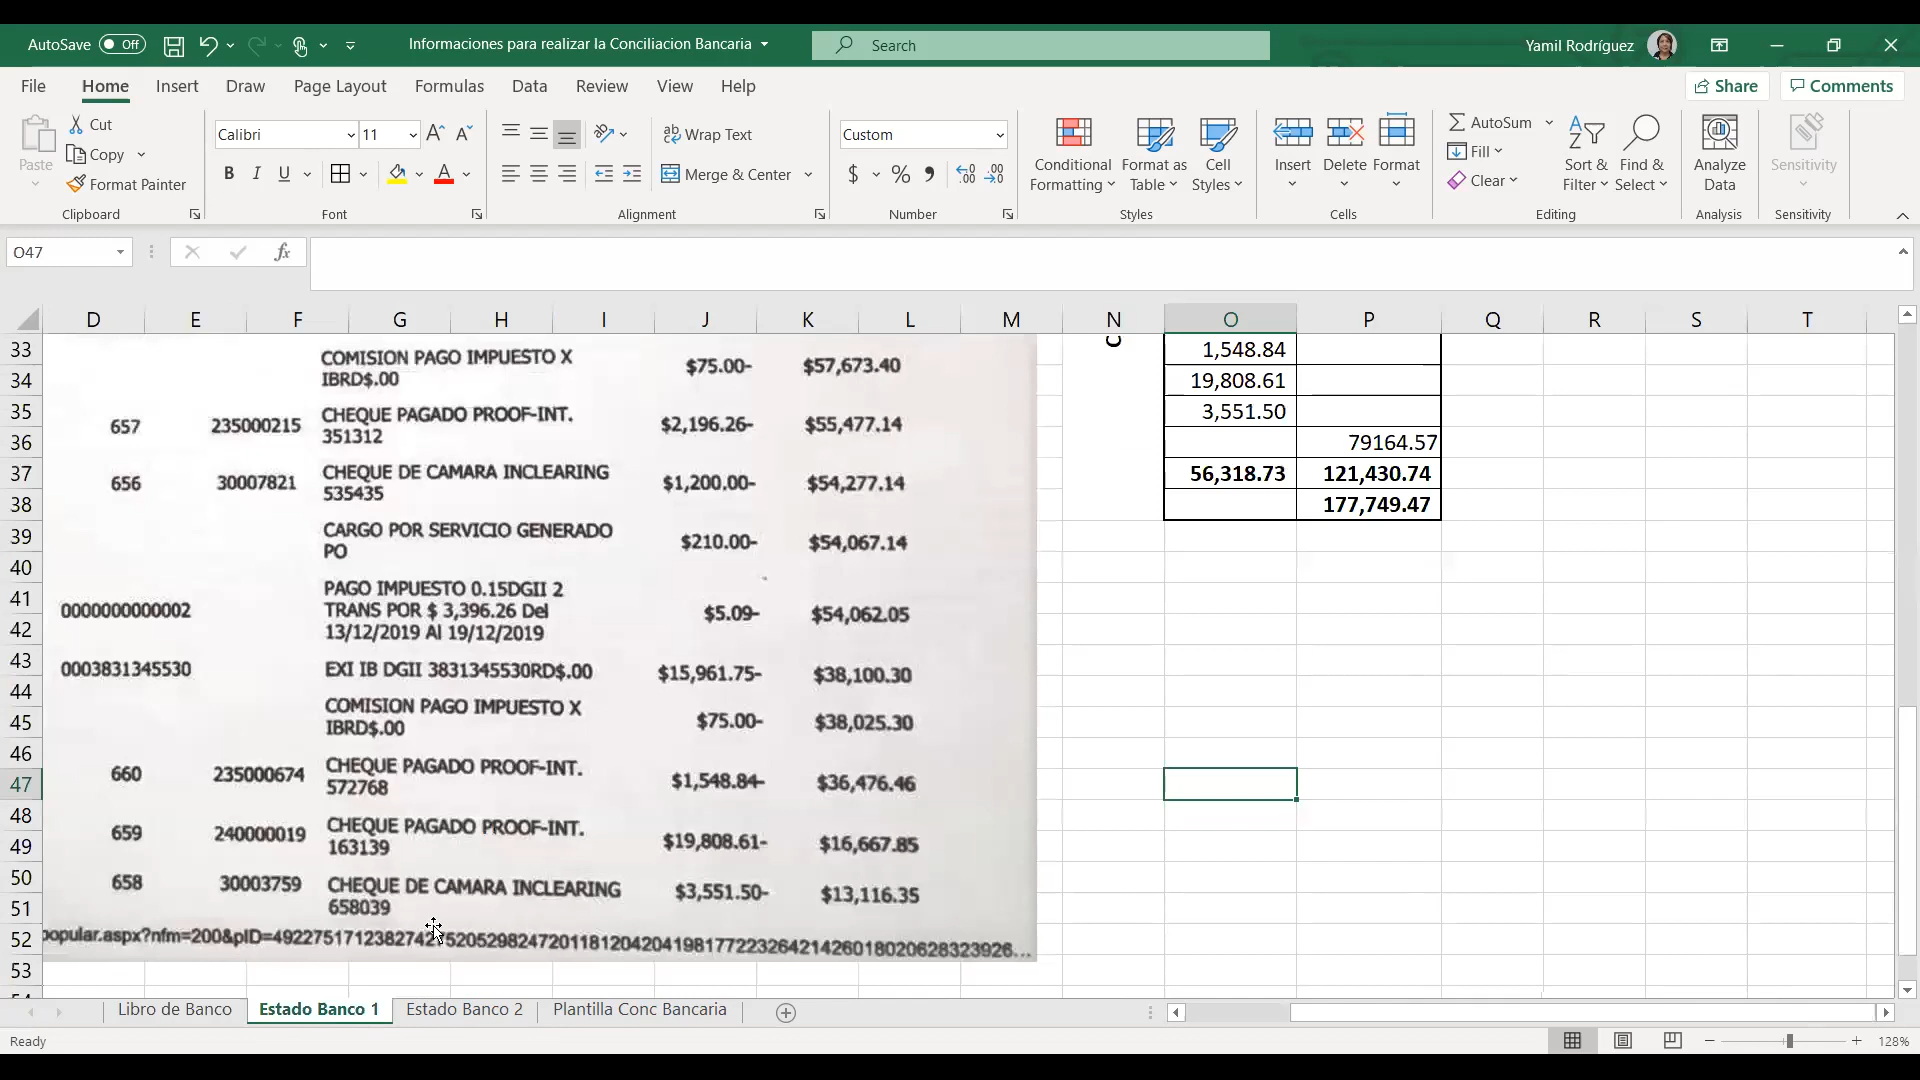 AutoSave Off Informaciones para realizar la Conciliacion Bancaria Search Yamil Rodríguez
File Home Insert Draw Page Layout Formulas Data Review View Help Share Comments
Paste Cut Copy Format Painter Clipboard
Calibri 11 B I U A Font
Wrap Text Merge & Center Alignment
Custom $ % Number
Conditional Formatting Format as Table Cell Styles Styles
Insert Delete Format Cells
AutoSum Fill Clear Sort & Filter Find & Select Editing
Analyze Data Analysis
Sensitivity Sensitivity
O47 fx
D E F G H I J K L M N O P Q R S T
33 1,548.84
COMISION PAGO IMPUESTO X $75.00- $57,673.40
34 IBRD$.00 19,808.61
35 CHEQUE PAGADO PROOF-INT. 3,551.50
657 235000215 $2,196.26- $55,477.14
36 351312 79164.57
37 CHEQUE DE CAMARA INCLEARING 56,318.73 121,430.74
656 30007821 $1,200.00- $54,277.14
38 535435 177,749.47
39 CARGO POR SERVICIO GENERADO $210.00- $54,067.14
40 PO
41 PAGO IMPUESTO 0.15DGII 2
0000000000002 TRANS POR $ 3,396.26 Del $5.09- $54,062.05
42 13/12/2019 Al 19/12/2019
43 0003831345530 EXI IB DGII 3831345530RD$.00 $15,961.75- $38,100.30
44
COMISION PAGO IMPUESTO X
45 IBRD$.00 $75.00- $38,025.30
46 CHEQUE PAGADO PROOF-INT.
660 235000674 $1,548.84- $36,476.46
47 572768
48 CHEQUE PAGADO PROOF-INT.
659 240000019 $19,808.61- $16,667.85
49 163139
50 658 30003759 CHEQUE DE CAMARA INCLEARING $3,551.50- $13,116.35
51 658039
52
53
54
Libro de Banco Estado Banco 1 Estado Banco 2 Plantilla Conc Bancaria
Ready 128%